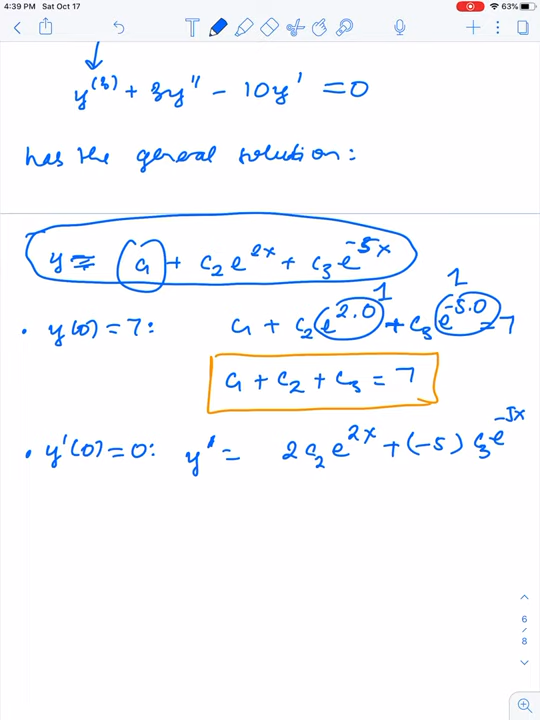 4:39 PM Sat Oct 17 63%
y⁽³⁾ + 3y'' - 10y' = 0
has the general solution:
y = c₁ + c₂e^{2x} + c₃e^{-5x}
1 1
• y(0) = 7: c₁ + c₂e^{2.0} + c₃e^{-5.0} = 7
c₁ + c₂ + c₃ = 7
• y'(0) = 0: y' = 2c₂e^{2x} + (-5)c₃e^{-5x}
6
/
8